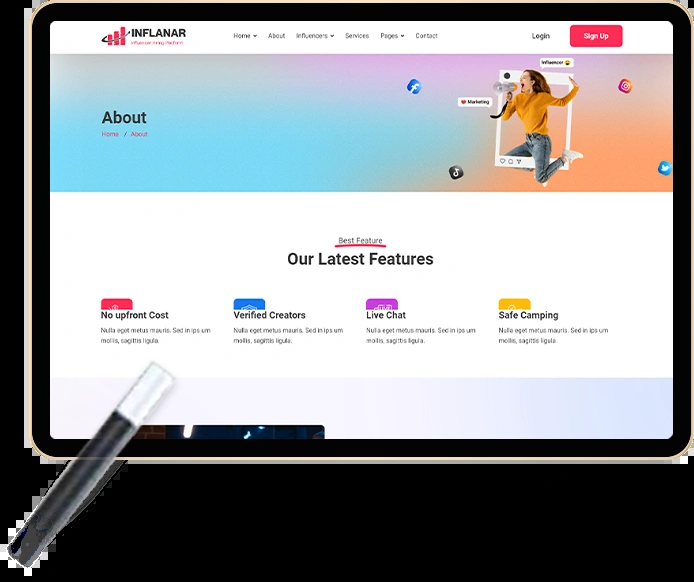 INFLANAR
Influencer Hiring Platform
Home About Influencers Services Pages Contact
Login
Sign Up
Influencer
Marketing
About
Home / About
Best Feature
Our Latest Features
No upfront Cost
Nulla eget metus mauris. Sed in ips um
mollis, sagittis ligula.
Verified Creators
Nulla eget metus mauris. Sed in ips um
mollis, sagittis ligula.
Live Chat
Nulla eget metus mauris. Sed in ips um
mollis, sagittis ligula.
Safe Camping
Nulla eget metus mauris. Sed in ips um
mollis, sagittis ligula.